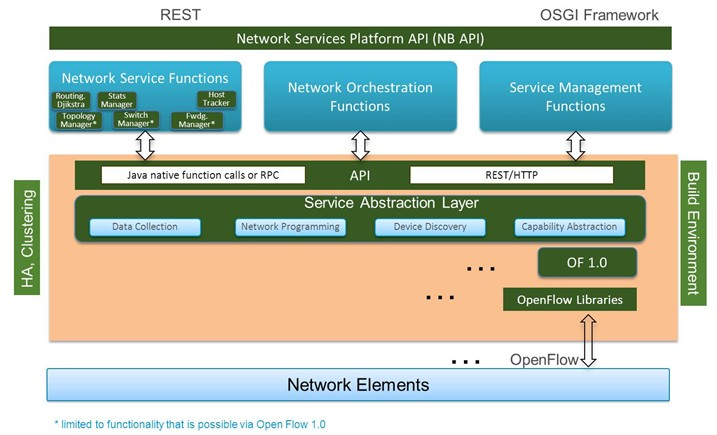 REST
OSGI Framework
Network Services Platform API (NB API)
Network Service Functions
Routing.
Djikstra
Stats
Manager
Host
Tracker
Topology
Manager*
Switch
Manager*
Fwdg.
Manager*
Network Orchestration
Functions
Service Management
Functions
HA, Clustering
Java native function calls or RPC
API
REST/HTTP
Service Abstraction Layer
Data Collection
Network Programming
Device Discovery
Capability Abstraction
Build Environment
...
OF 1.0
...
OpenFlow Libraries
...
OpenFlow
Network Elements
* limited to functionality that is possible via Open Flow 1.0